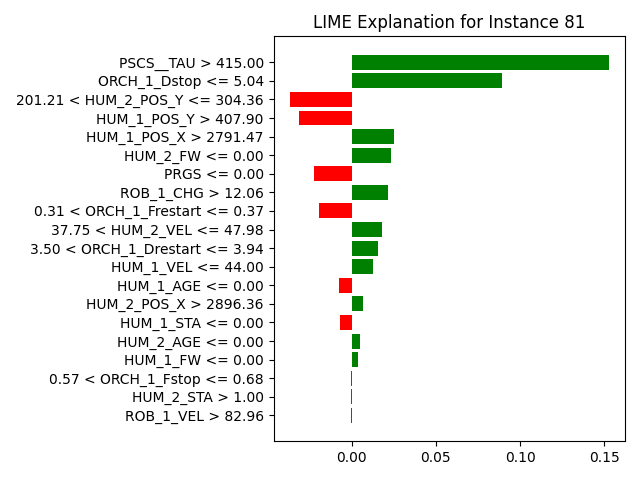 LIME Explanation for Instance 81
PSCS__TAU > 415.00
ORCH_1_Dstop <= 5.04
201.21 < HUM_2_POS_Y <= 304.36
HUM_1_POS_Y > 407.90
HUM_1_POS_X > 2791.47
HUM_2_FW <= 0.00
PRGS <= 0.00
ROB_1_CHG > 12.06
0.31 < ORCH_1_Frestart <= 0.37
37.75 < HUM_2_VEL <= 47.98
3.50 < ORCH_1_Drestart <= 3.94
HUM_1_VEL <= 44.00
HUM_1_AGE <= 0.00
HUM_2_POS_X > 2896.36
HUM_1_STA <= 0.00
HUM_2_AGE <= 0.00
HUM_1_FW <= 0.00
0.57 < ORCH_1_Fstop <= 0.68
HUM_2_STA > 1.00
ROB_1_VEL > 82.96
0.00 0.05 0.10 0.15